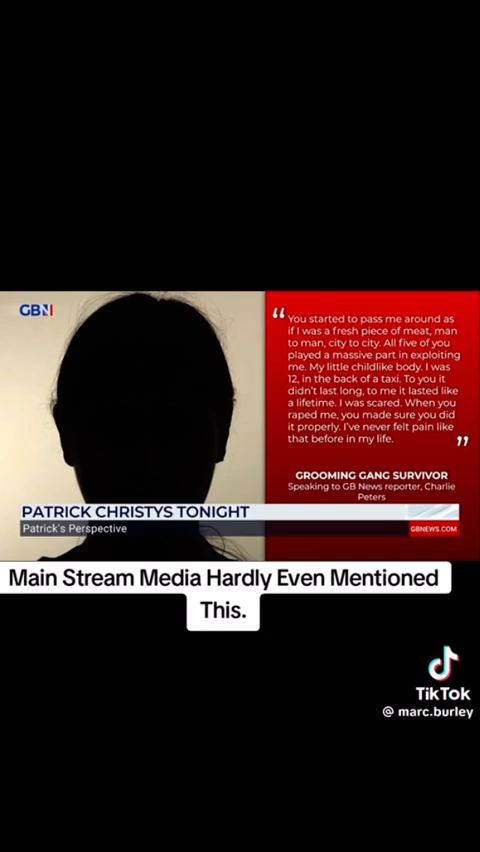 GBN
“ You started to pass me around as
if I was a fresh piece of meat, man
to man, city to city. All five of you
played a massive part in exploiting
me. My little childlike body. I was
12, in the back of a taxi. To you it
didn't last long, to me it lasted like
a lifetime. I was scared. When you
raped me, you made sure you did
it properly. I've never felt pain like
that before in my life. ”
GROOMING GANG SURVIVOR
Speaking to GB News reporter, Charlie
Peters
PATRICK CHRISTYS TONIGHT
Patrick's Perspective
GBNEWS.COM
Main Stream Media Hardly Even Mentioned
This.
TikTok
@ marc.burley